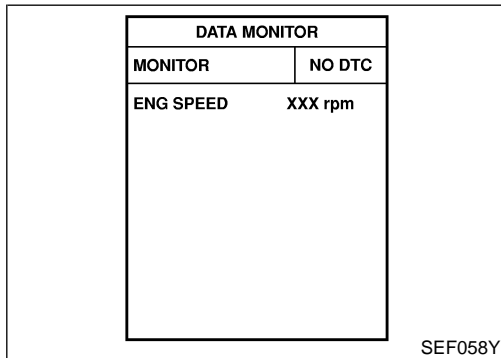 DATA MONITOR
MONITOR NO DTC
ENG SPEED XXX rpm
SEF058Y